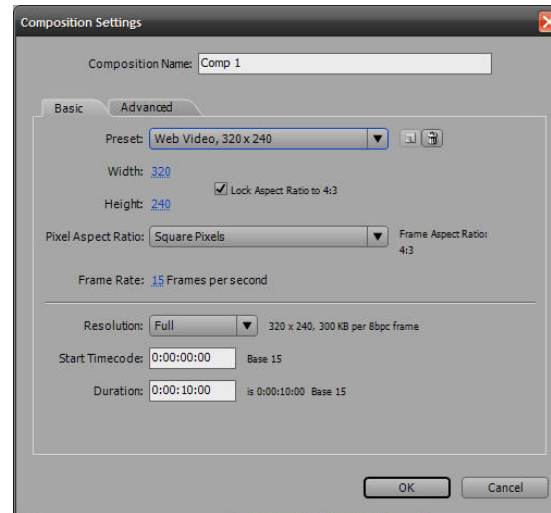 Composition Settings
Composition Name: Comp 1
Basic Advanced
Preset: Web Video, 320 x 240
Width: 320
Lock Aspect Ratio to 4:3
Height: 240
Pixel Aspect Ratio: Square Pixels Frame Aspect Ratio:
4:3
Frame Rate: 15 Frames per second
Resolution: Full 320 x 240, 300 KB per 8bpc frame
Start Timecode: 0:00:00:00 Base 15
Duration: 0:00:10:00 is 0:00:10:00 Base 15
OK Cancel